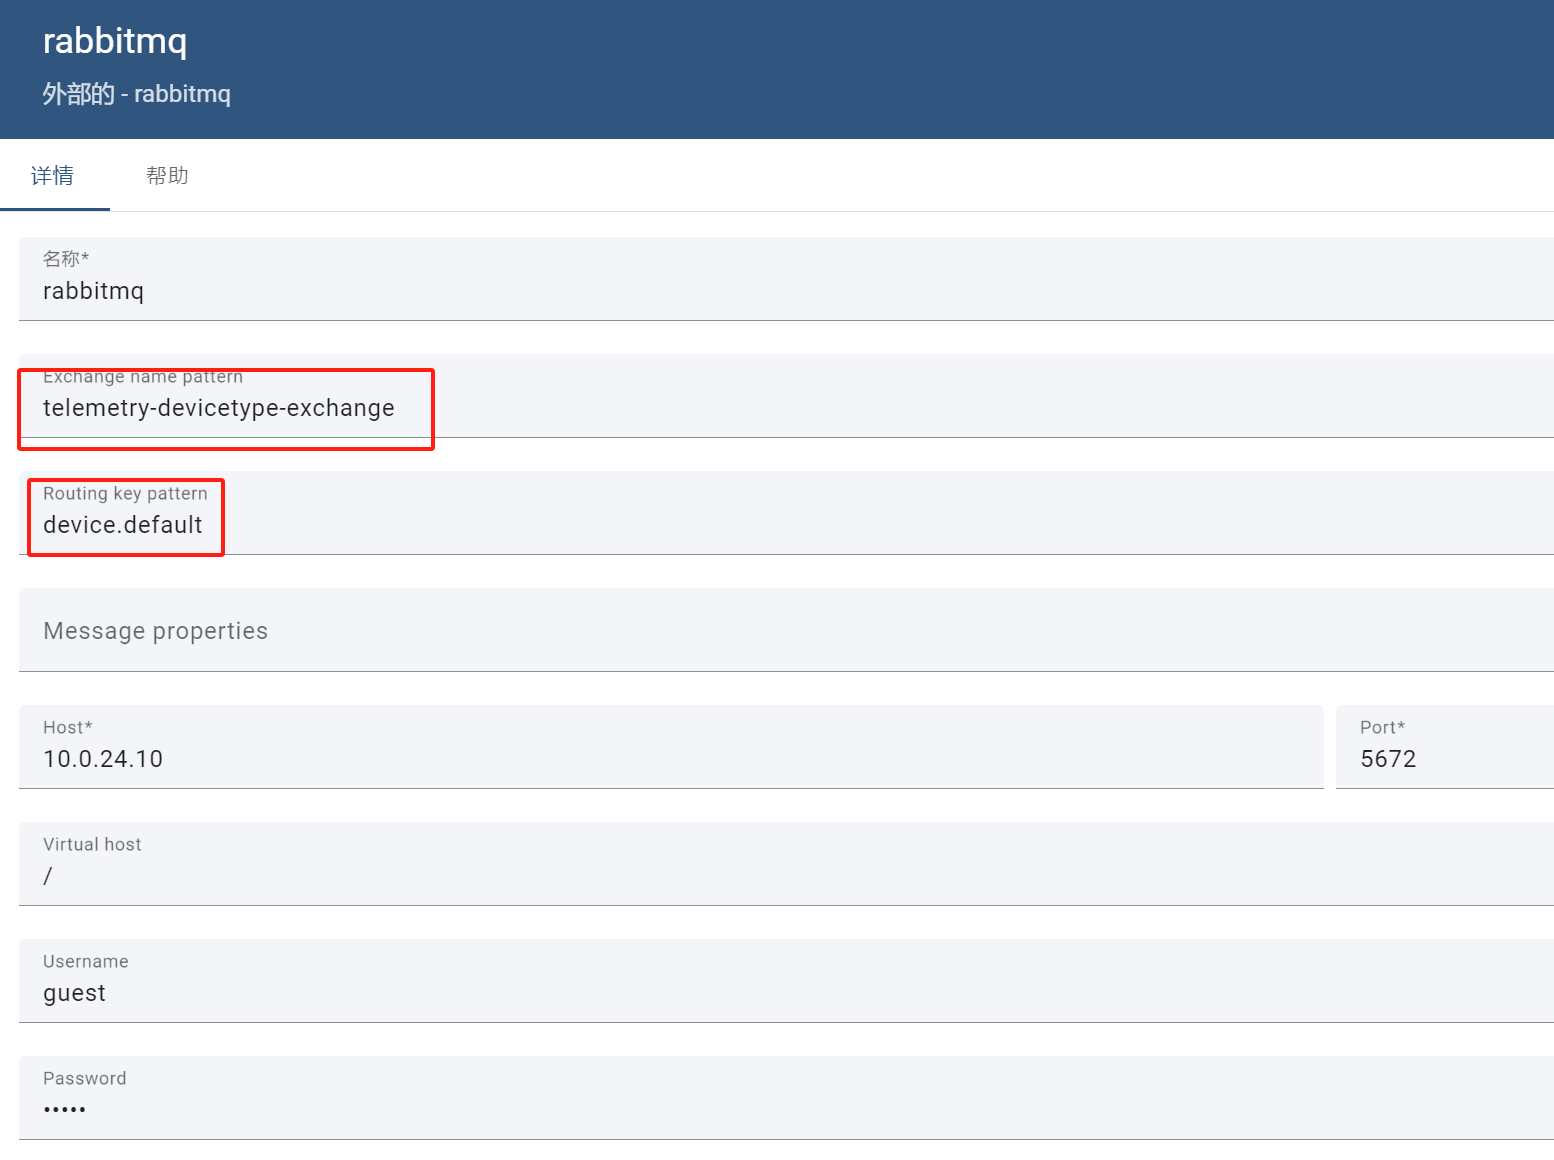 rabbitmq
外部的 - rabbitmq
详情 帮助
名称*
rabbitmq
Exchange name pattern
telemetry-devicetype-exchange
Routing key pattern
device.default
Message properties
Host* Port*
10.0.24.10 5672
Virtual host
/
Username
guest
Password
•••••